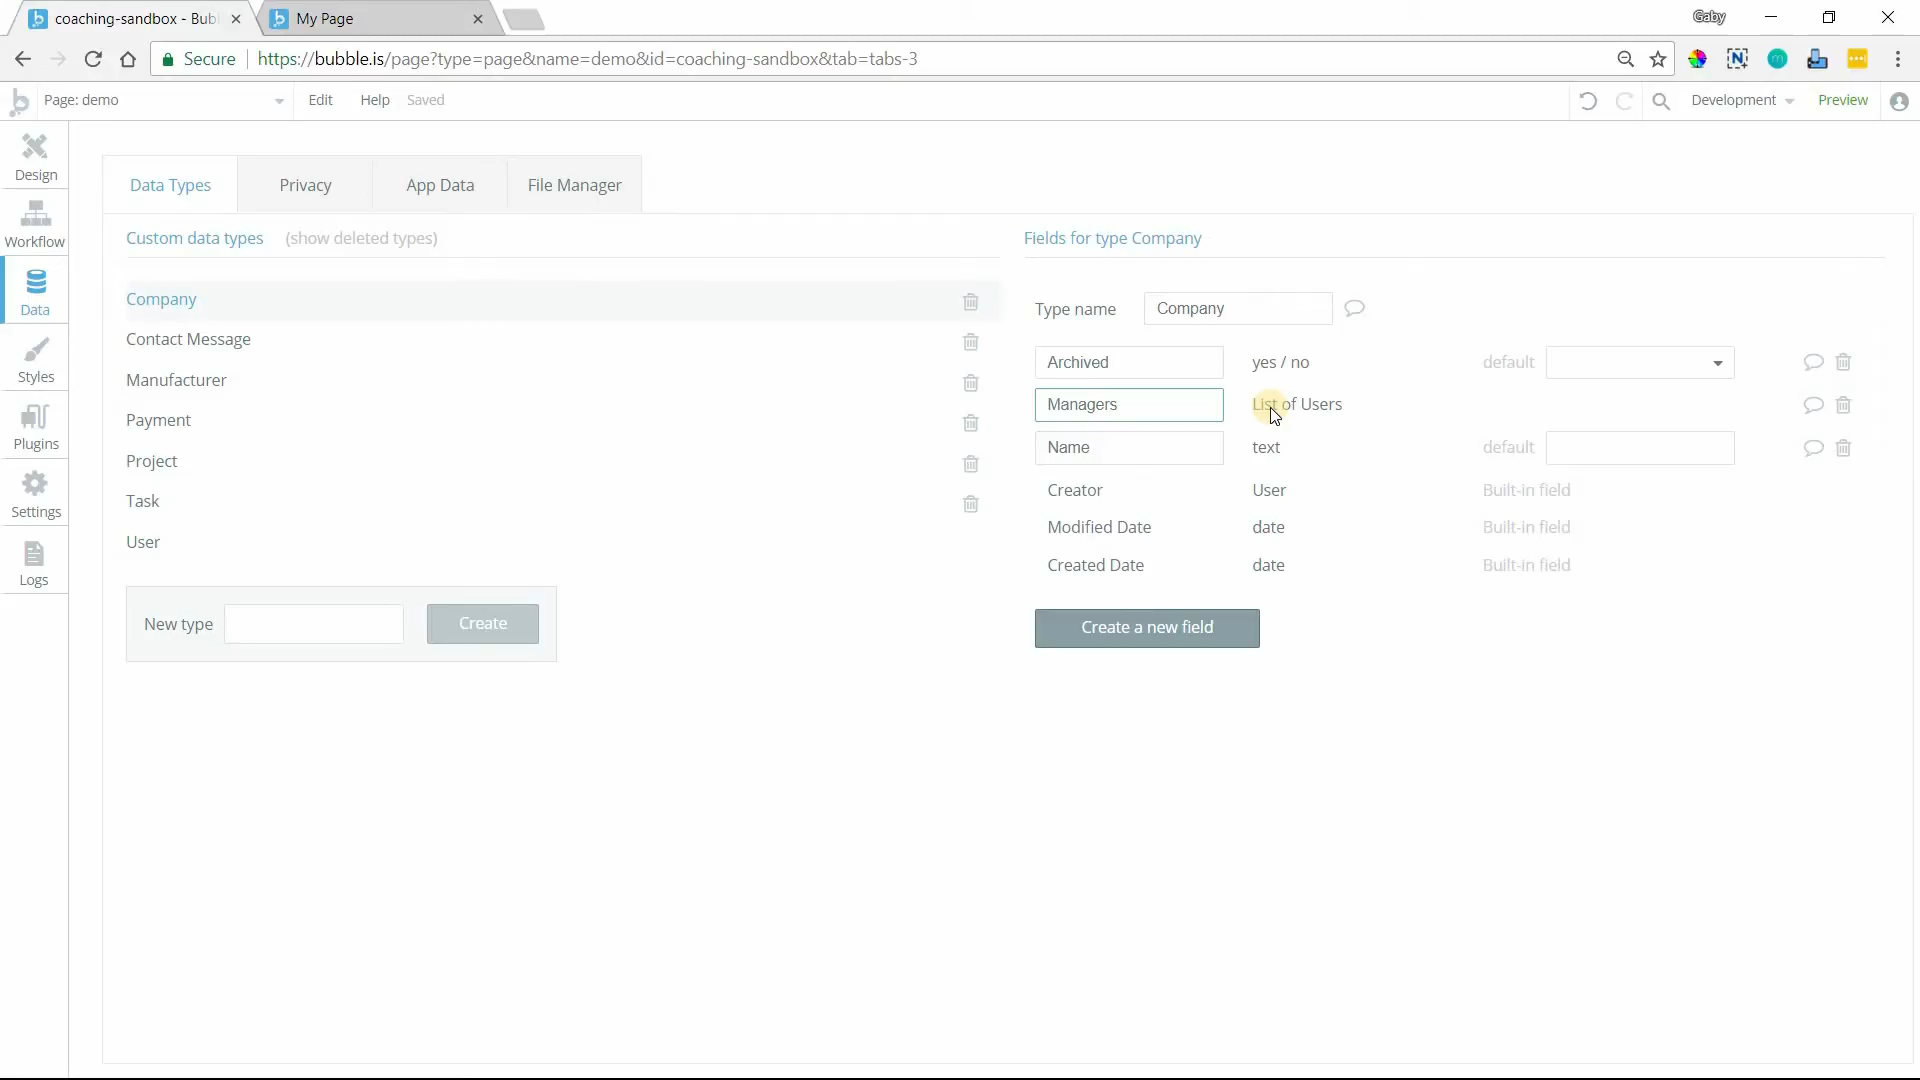 coaching-sandbox - Bub
My Page
Gaby
Secure
https://bubble.is/page?type=page&name=demo&id=coaching-sandbox&tab=tabs-3
Page: demo
Edit
Help
Saved
Development
Preview
Design
Workflow
Data
Styles
Plugins
Settings
Logs
Data Types
Privacy
App Data
File Manager
Custom data types (show deleted types)
Company
Contact Message
Manufacturer
Payment
Project
Task
User
New type
Create
Fields for type Company
Type name Company
Archived yes / no default
Managers List of Users
Name text default
Creator User Built-in field
Modified Date date Built-in field
Created Date date Built-in field
Create a new field